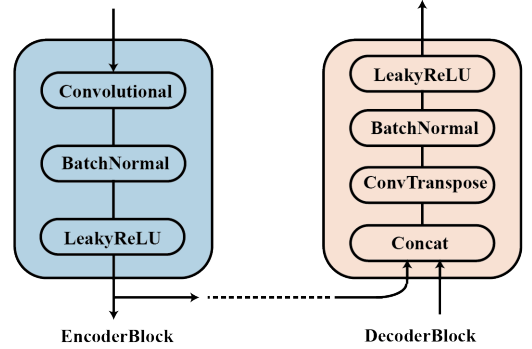 Convolutional
BatchNormal
LeakyReLU
EncoderBlock
LeakyReLU
BatchNormal
ConvTranspose
Concat
DecoderBlock